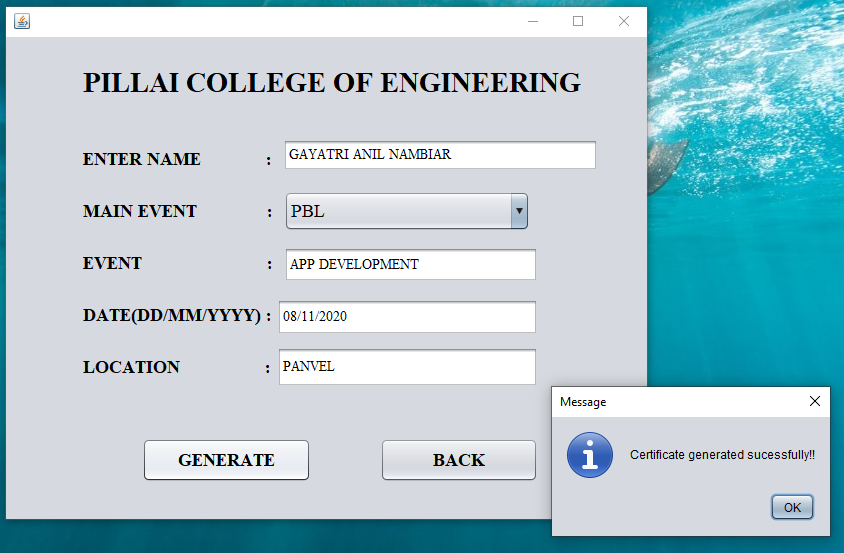 PILLAI COLLEGE OF ENGINEERING
ENTER NAME : GAYATRI ANIL NAMBIAR
MAIN EVENT : PBL
EVENT : APP DEVELOPMENT
DATE(DD/MM/YYYY) : 08/11/2020
LOCATION : PANVEL
GENERATE BACK
Message
Certificate generated sucessfully!!
OK